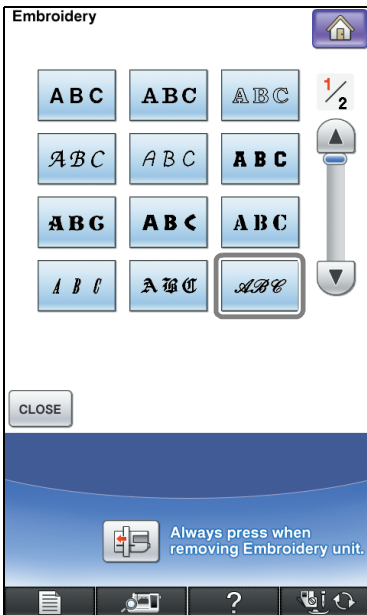 Embroidery
ABC ABC ABC 1/2
ABC ABC ABC
ABC ABC ABC
ABC ABC ABC
CLOSE
Always press when
removing Embroidery unit.
?